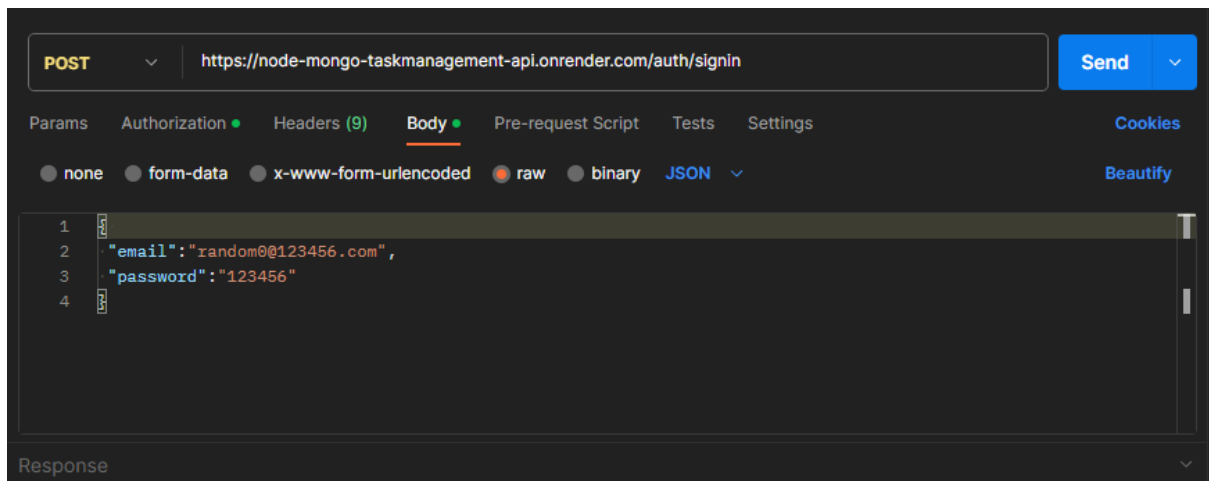 POST https://node-mongo-taskmanagement-api.onrender.com/auth/signin Send
Params Authorization Headers (9) Body Pre-request Script Tests Settings Cookies
none form-data x-www-form-urlencoded raw binary JSON Beautify
1 {
2 "email":"random0@123456.com",
3 "password":"123456"
4 }
Response